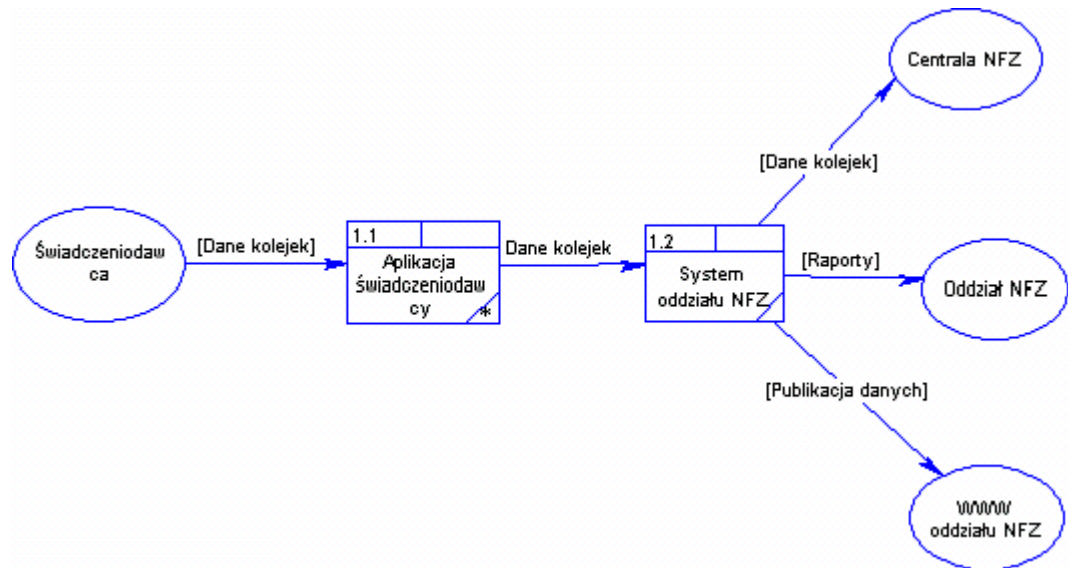 Centrala NFZ
[Dane kolejek]
Świadczeniodaw
ca
[Dane kolejek]
1.1
Aplikacja
świadczeniodaw
cy
*
Dane kolejek
1.2
System
oddziału NFZ
[Raporty]
Oddział NFZ
[Publikacja danych]
WWW
oddziału NFZ